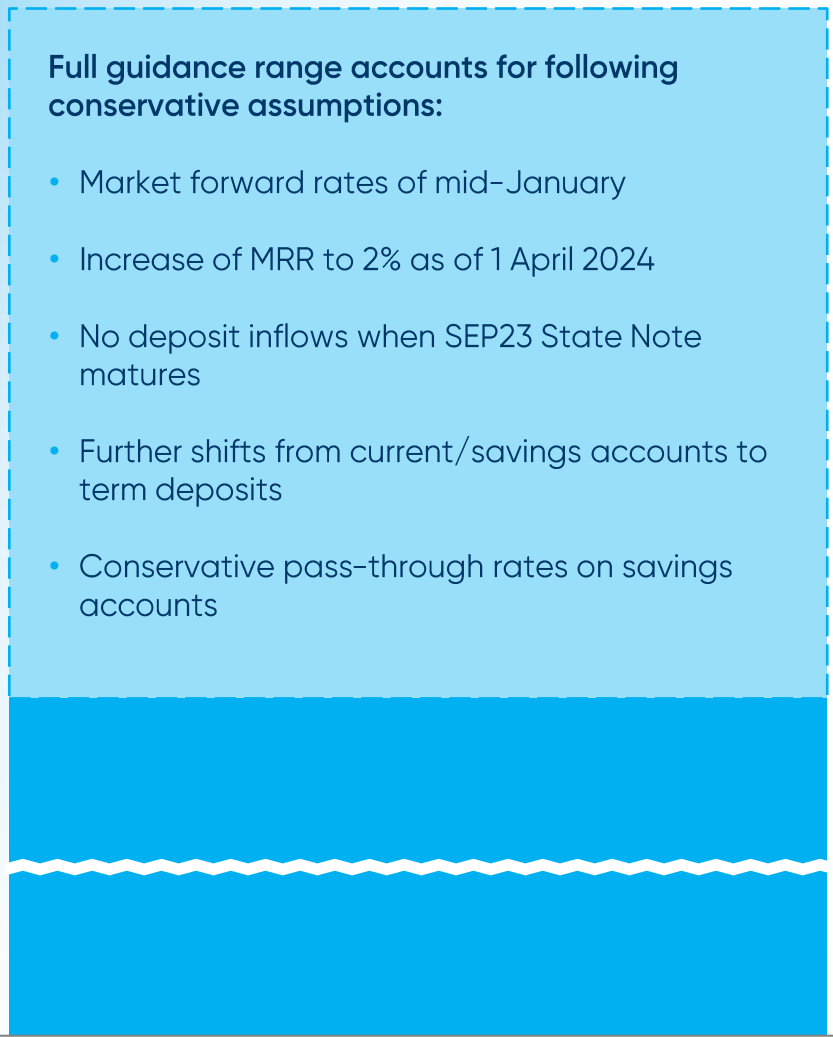 Full guidance range accounts for following
conservative assumptions:
• Market forward rates of mid-January
• Increase of MRR to 2% as of 1 April 2024
• No deposit inflows when SEP23 State Note
matures
• Further shifts from current/savings accounts to
term deposits
• Conservative pass-through rates on savings
accounts